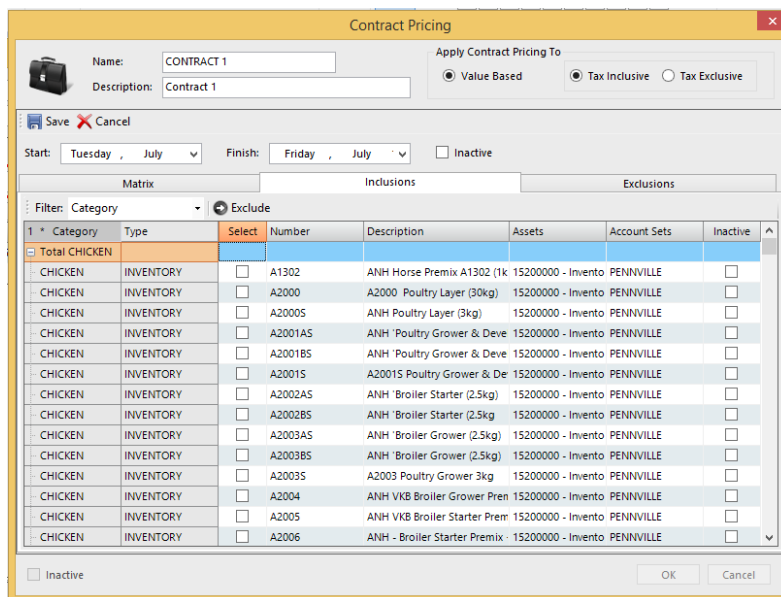 Contract Pricing
Name: CONTRACT 1
Description: Contract 1
Apply Contract Pricing To
Value Based Tax Inclusive Tax Exclusive
Save Cancel
Start: Tuesday , July Finish: Friday , July Inactive
Matrix Inclusions Exclusions
Filter: Category Exclude
1 * Category Type Select Number Description Assets Account Sets Inactive
Total CHICKEN
CHICKEN INVENTORY A1302 ANH Horse Premix A1302 (1k 15200000 - Invento PENNVILLE
CHICKEN INVENTORY A2000 A2000 Poultry Layer (30kg) 15200000 - Invento PENNVILLE
CHICKEN INVENTORY A2000S ANH Poultry Layer (3kg) 15200000 - Invento PENNVILLE
CHICKEN INVENTORY A2001AS ANH 'Poultry Grower & Deve 15200000 - Invento PENNVILLE
CHICKEN INVENTORY A2001BS ANH 'Poultry Grower & Deve 15200000 - Invento PENNVILLE
CHICKEN INVENTORY A2001S A2001S Poultry Grower & De 15200000 - Invento PENNVILLE
CHICKEN INVENTORY A2002AS ANH 'Broiler Starter (2.5kg) 15200000 - Invento PENNVILLE
CHICKEN INVENTORY A2002BS ANH 'Broiler Starter (2.5kg 15200000 - Invento PENNVILLE
CHICKEN INVENTORY A2003AS ANH 'Broiler Grower (2.5kg) 15200000 - Invento PENNVILLE
CHICKEN INVENTORY A2003BS ANH 'Broiler Grower (2.5kg) 15200000 - Invento PENNVILLE
CHICKEN INVENTORY A2003S A2003 Poultry Grower 3kg 15200000 - Invento PENNVILLE
CHICKEN INVENTORY A2004 ANH VKB Broiler Grower Pren 15200000 - Invento PENNVILLE
CHICKEN INVENTORY A2005 ANH VKB Broiler Starter Prem 15200000 - Invento PENNVILLE
CHICKEN INVENTORY A2006 ANH - Broiler Starter Premix - 15200000 - Invento PENNVILLE
Inactive OK Cancel